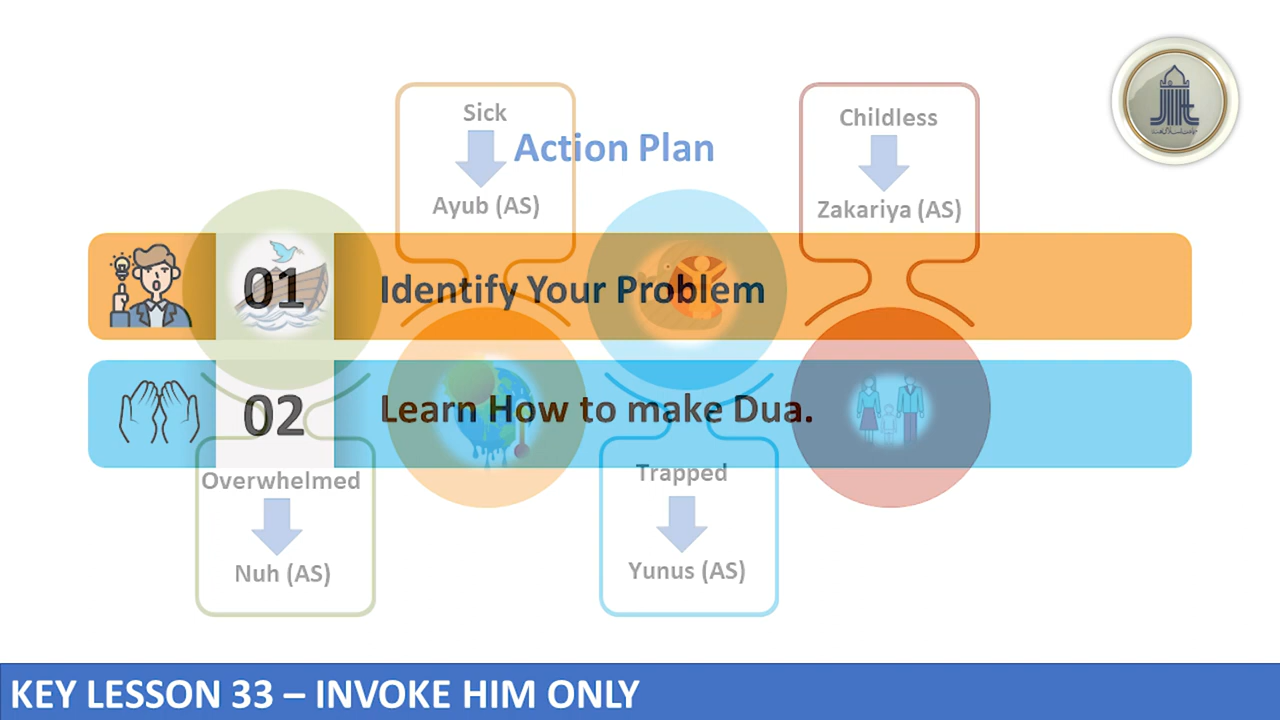 Sick
Childless
Action Plan
Ayub (AS)
Zakariya (AS)
01
Identify Your Problem
02
Learn How to make Dua.
Overwhelmed
Trapped
Nuh (AS)
Yunus (AS)
KEY LESSON 33 – INVOKE HIM ONLY